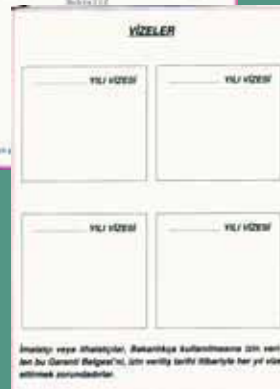 VİZELER
YILI VİZESİ YILI VİZESİ
YILI VİZESİ YILI VİZESİ
İmalatçı veya ithalatçılar, Bakanlıkça kullanılmasına izin veri
len bu Garanti Belgesi'ni, izin veriliş tarihi itibariyle her yıl vize
ettirmek zorundadırlar.